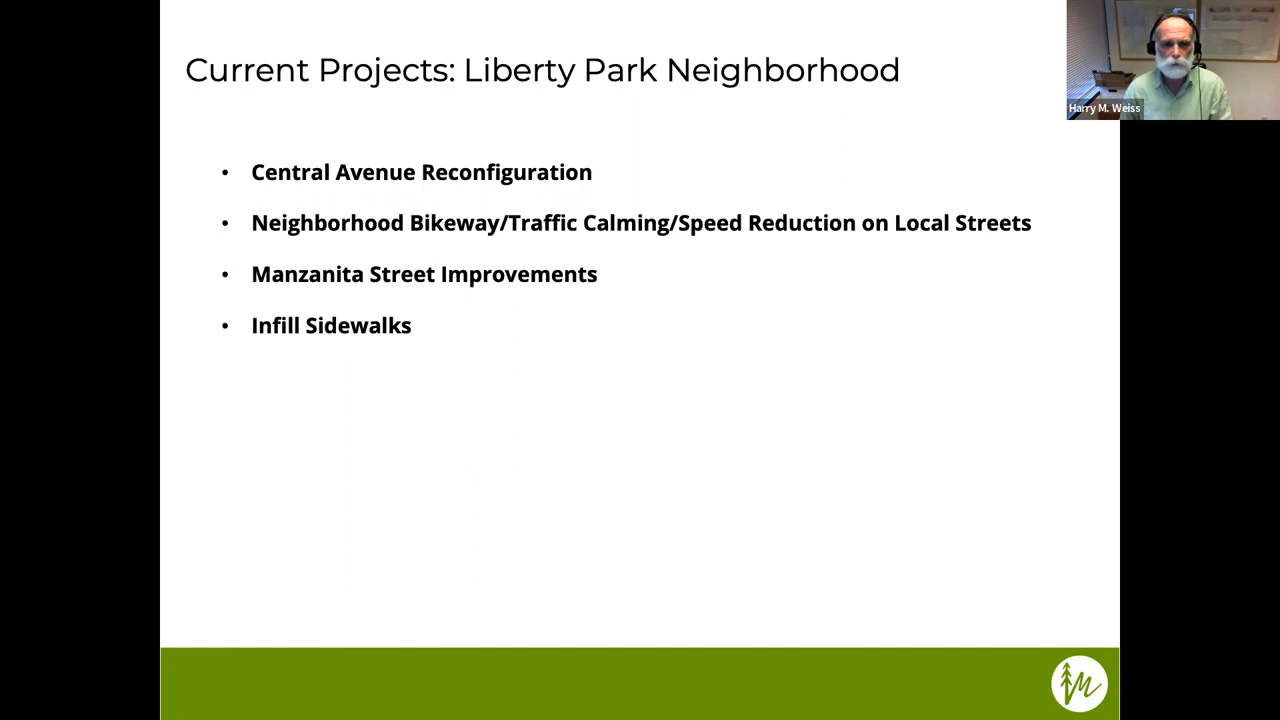 Current Projects: Liberty Park Neighborhood
Harry M. Weiss
• Central Avenue Reconfiguration
• Neighborhood Bikeway/Traffic Calming/Speed Reduction on Local Streets
• Manzanita Street Improvements
• Infill Sidewalks
M